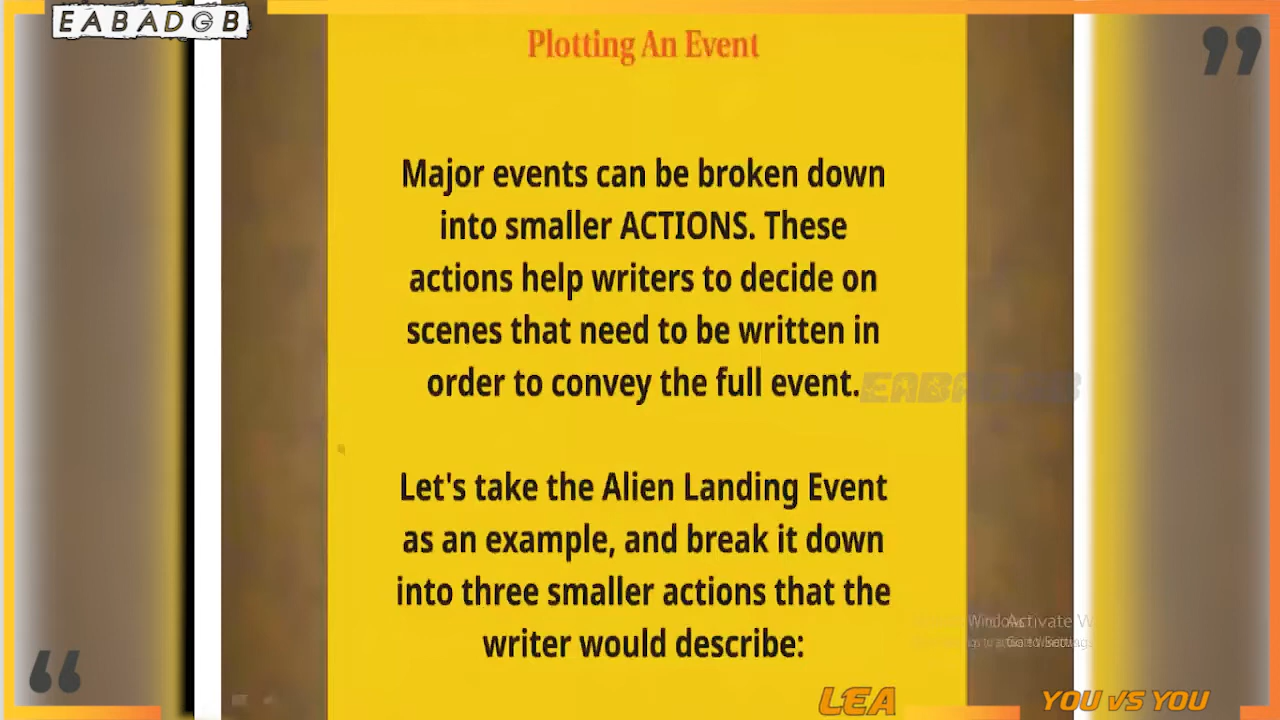 EABADGB
Plotting An Event
Major events can be broken down
into smaller ACTIONS. These
actions help writers to decide on
scenes that need to be written in
order to convey the full event.
EABADGB
Let's take the Alien Landing Event
as an example, and break it down
into three smaller actions that the
writer would describe:
Activate W
LEA
YOU vS YOU